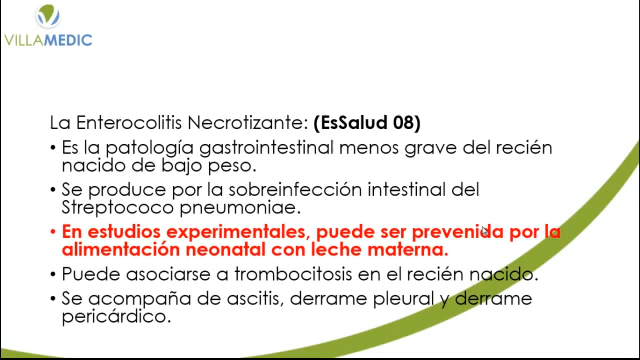 VILLAMEDIC
La Enterocolitis Necrotizante: (EsSalud 08)
• Es la patología gastrointestinal menos grave del recién
nacido de bajo peso.
• Se produce por la sobreinfección intestinal del
Streptococo pneumoniae.
• En estudios experimentales, puede ser prevenida por la
alimentación neonatal con leche materna.
• Puede asociarse a trombocitosis en el recién nacido.
• Se acompaña de ascitis, derrame pleural y derrame
pericárdico.